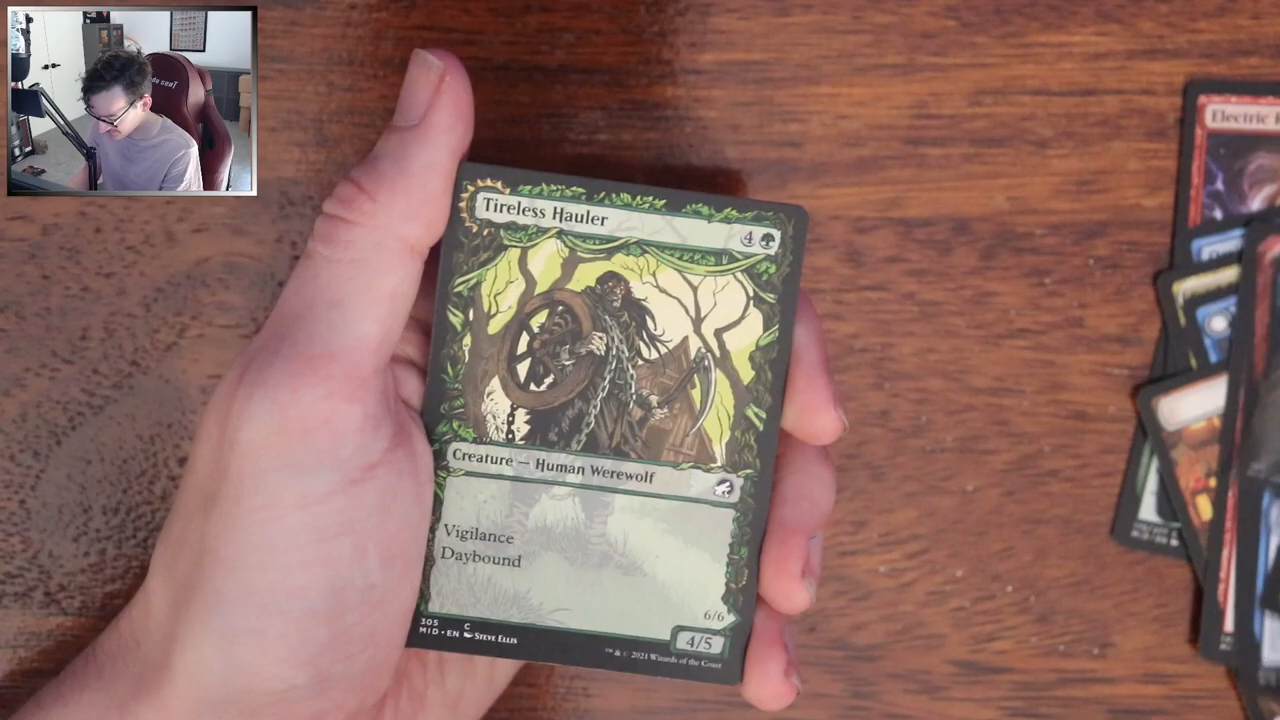 Tireless Hauler
4
Creature — Human Werewolf
Vigilance
Daybound
6/6
4/5
305 C
MID • EN Steve Ellis
™ & © 2021 Wizards of the Coast
Electric